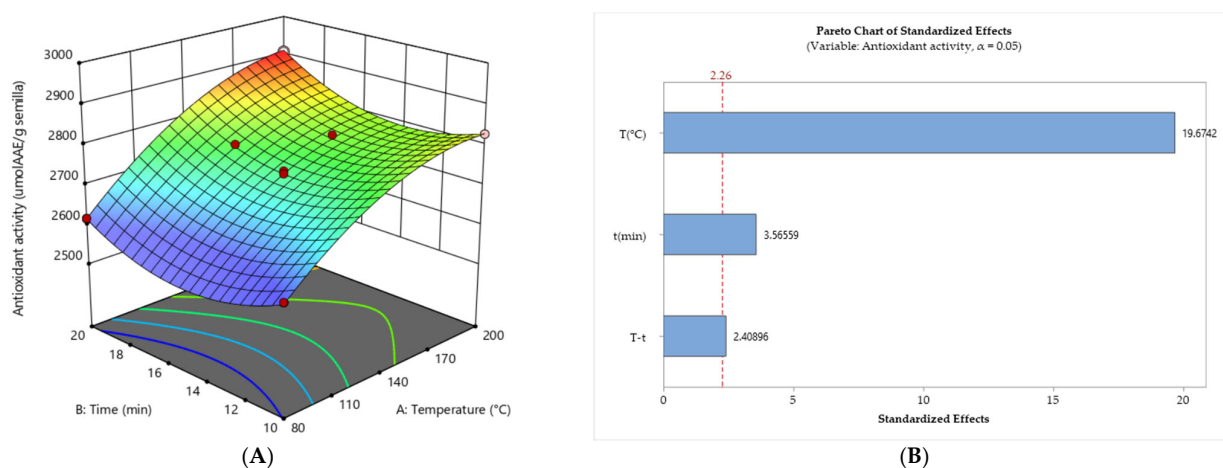 3000
2900
2800
2700
2600
2500
Antioxidant activity (umolAAE/g semilla)
20
18
16
14
12
10
B: Time (min)
80
110
140
170
200
A: Temperature (°C)
(A)
Pareto Chart of Standardized Effects
(Variable: Antioxidant activity, α = 0.05)
2.26
T(°C)
19.6742
t(min)
3.56559
T-t
2.40896
0
5
10
15
20
Standardized Effects
(B)